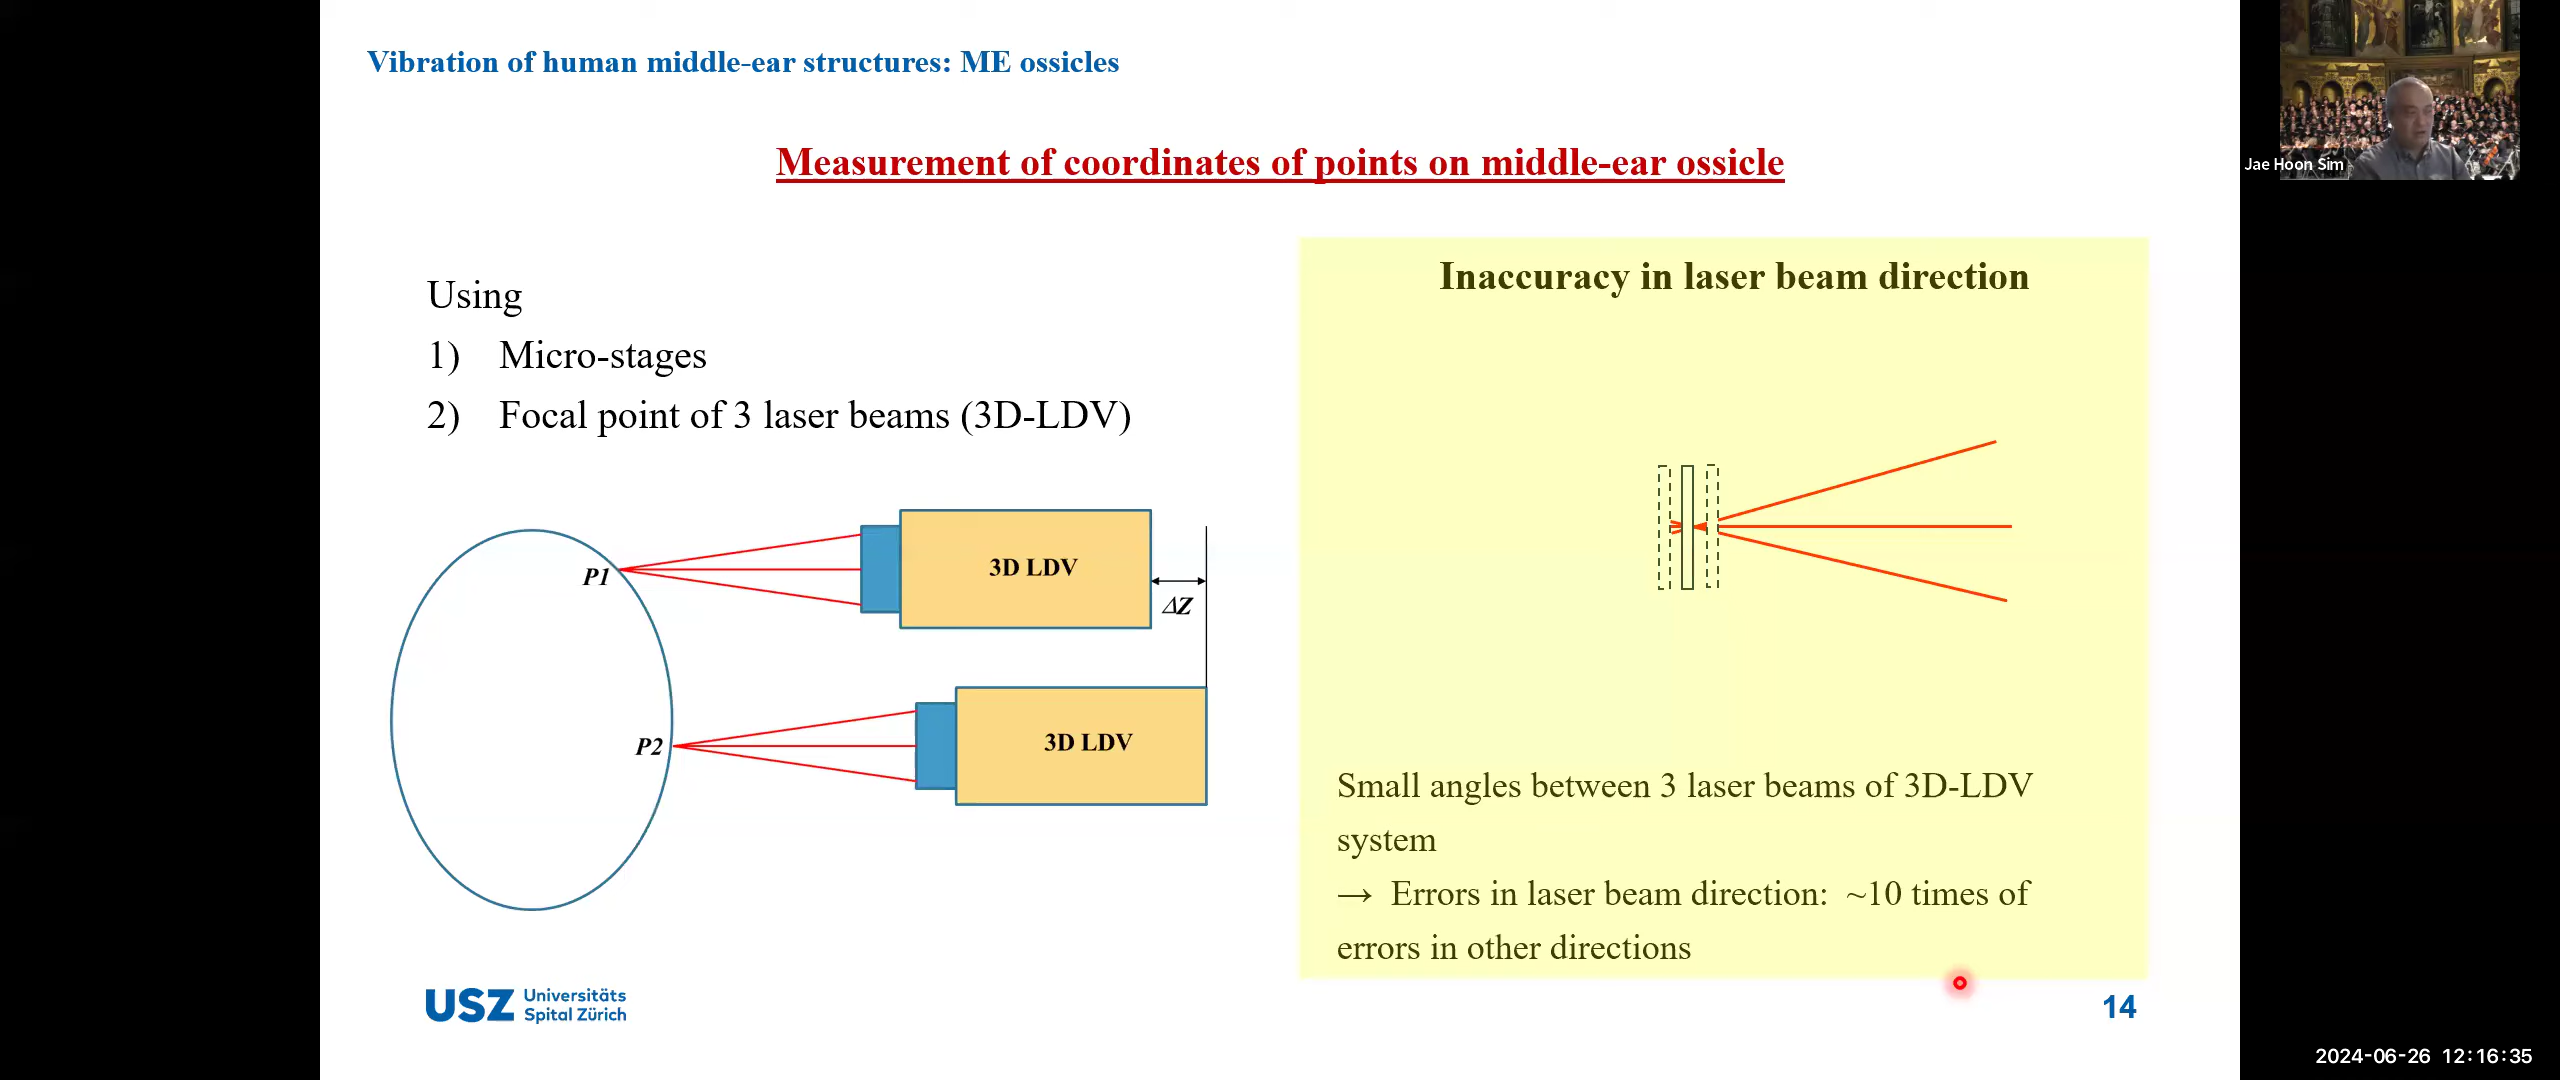 Vibration of human middle-ear structures: ME ossicles
Measurement of coordinates of points on middle-ear ossicle
Using
1) Micro-stages
2) Focal point of 3 laser beams (3D-LDV)
P1
3D LDV
ΔZ
P2
3D LDV
Inaccuracy in laser beam direction
Small angles between 3 laser beams of 3D-LDV
system
→ Errors in laser beam direction: ~10 times of
errors in other directions
USZ Universitäts
Spital Zürich
14
Jae Hoon Sim
2024-06-26 12:16:35